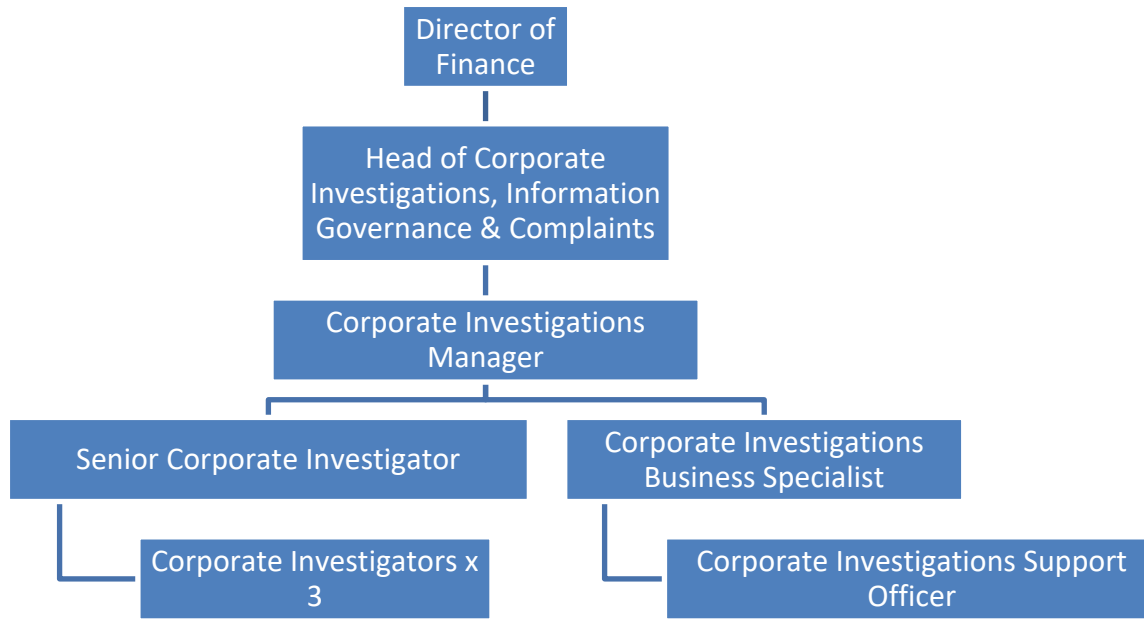 Director of
Finance
Head of Corporate
Investigations, Information
Governance & Complaints
Corporate Investigations
Manager
Senior Corporate Investigator
Corporate Investigations
Business Specialist
Corporate Investigators x
3
Corporate Investigations Support
Officer